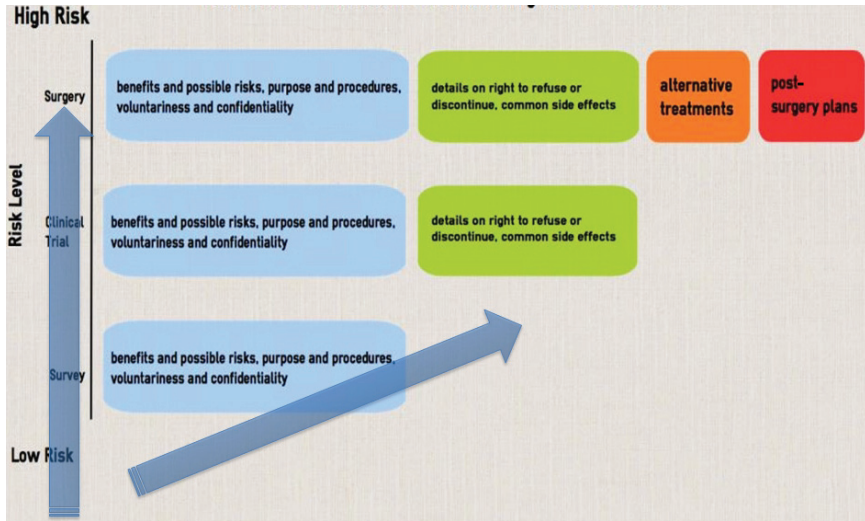 High Risk
Surgery
benefits and possible risks, purpose and procedures,
voluntariness and confidentiality
details on right to refuse or
discontinue, common side effects
alternative
treatments
post-
surgery plans
Risk Level
Clinical
Trial
benefits and possible risks, purpose and procedures,
voluntariness and confidentiality
details on right to refuse or
discontinue, common side effects
Survey
benefits and possible risks, purpose and procedures,
voluntariness and confidentiality
Low Risk